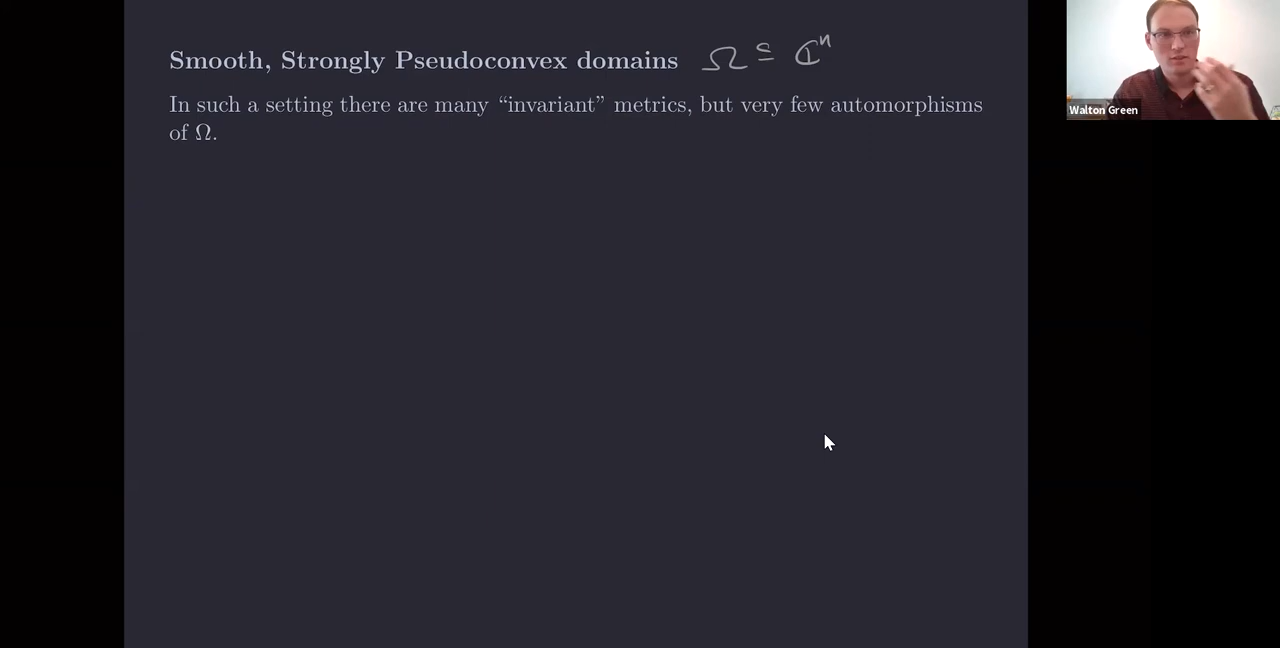 Smooth, Strongly Pseudoconvex domains Ω ⊆ ℂⁿ
In such a setting there are many “invariant” metrics, but very few automorphisms
of Ω.
Walton Green